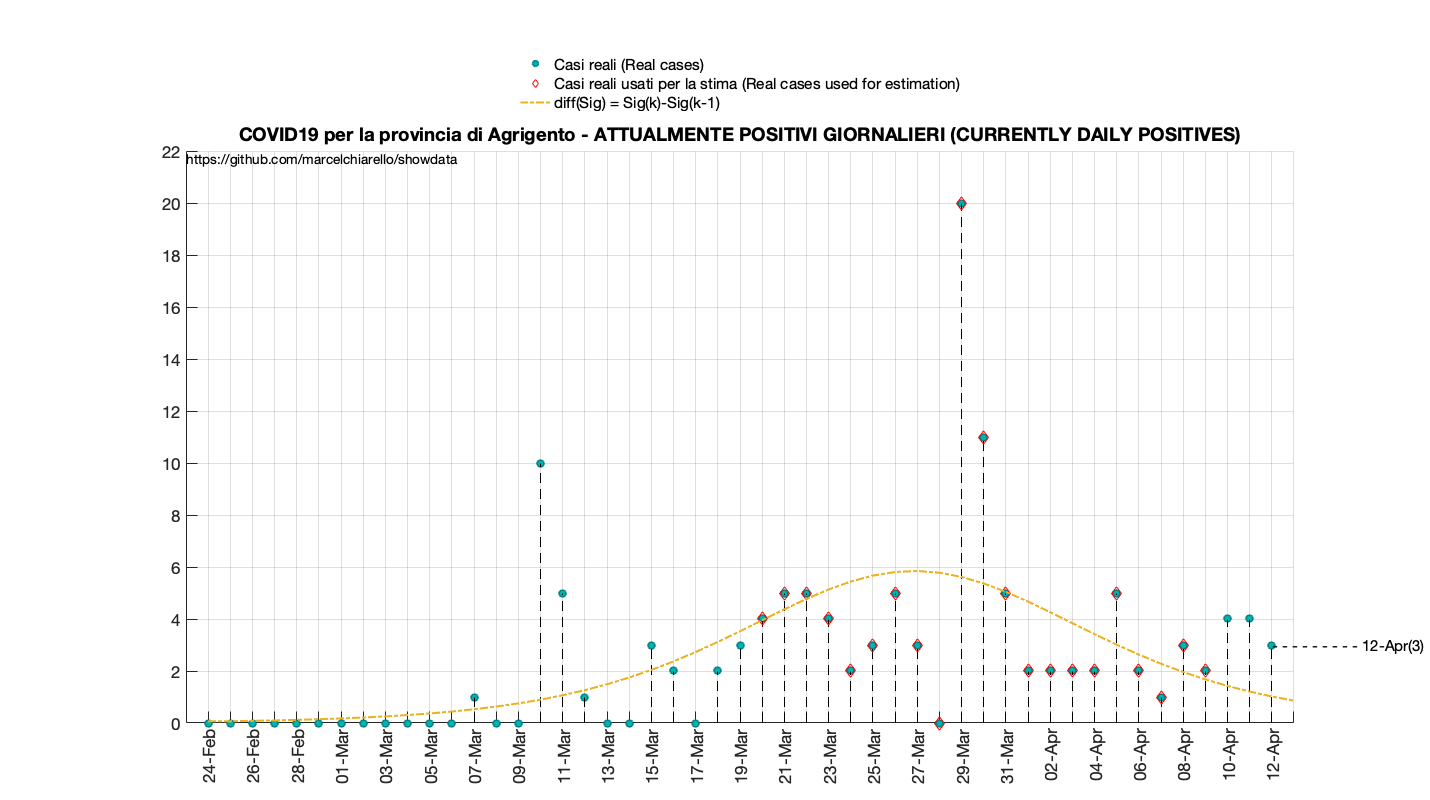 Casi reali (Real cases)
Casi reali usati per la stima (Real cases used for estimation)
diff(Sig) = Sig(k)-Sig(k-1)
COVID19 per la provincia di Agrigento - ATTUALMENTE POSITIVI GIORNALIERI (CURRENTLY DAILY POSITIVES)
https://github.com/marcelchiarello/showdata
22
20
18
16
14
12
10
8
6
4
2
0
12-Apr(3)
24-Feb
26-Feb
28-Feb
01-Mar
03-Mar
05-Mar
07-Mar
09-Mar
11-Mar
13-Mar
15-Mar
17-Mar
19-Mar
21-Mar
23-Mar
25-Mar
27-Mar
29-Mar
31-Mar
02-Apr
04-Apr
06-Apr
08-Apr
10-Apr
12-Apr